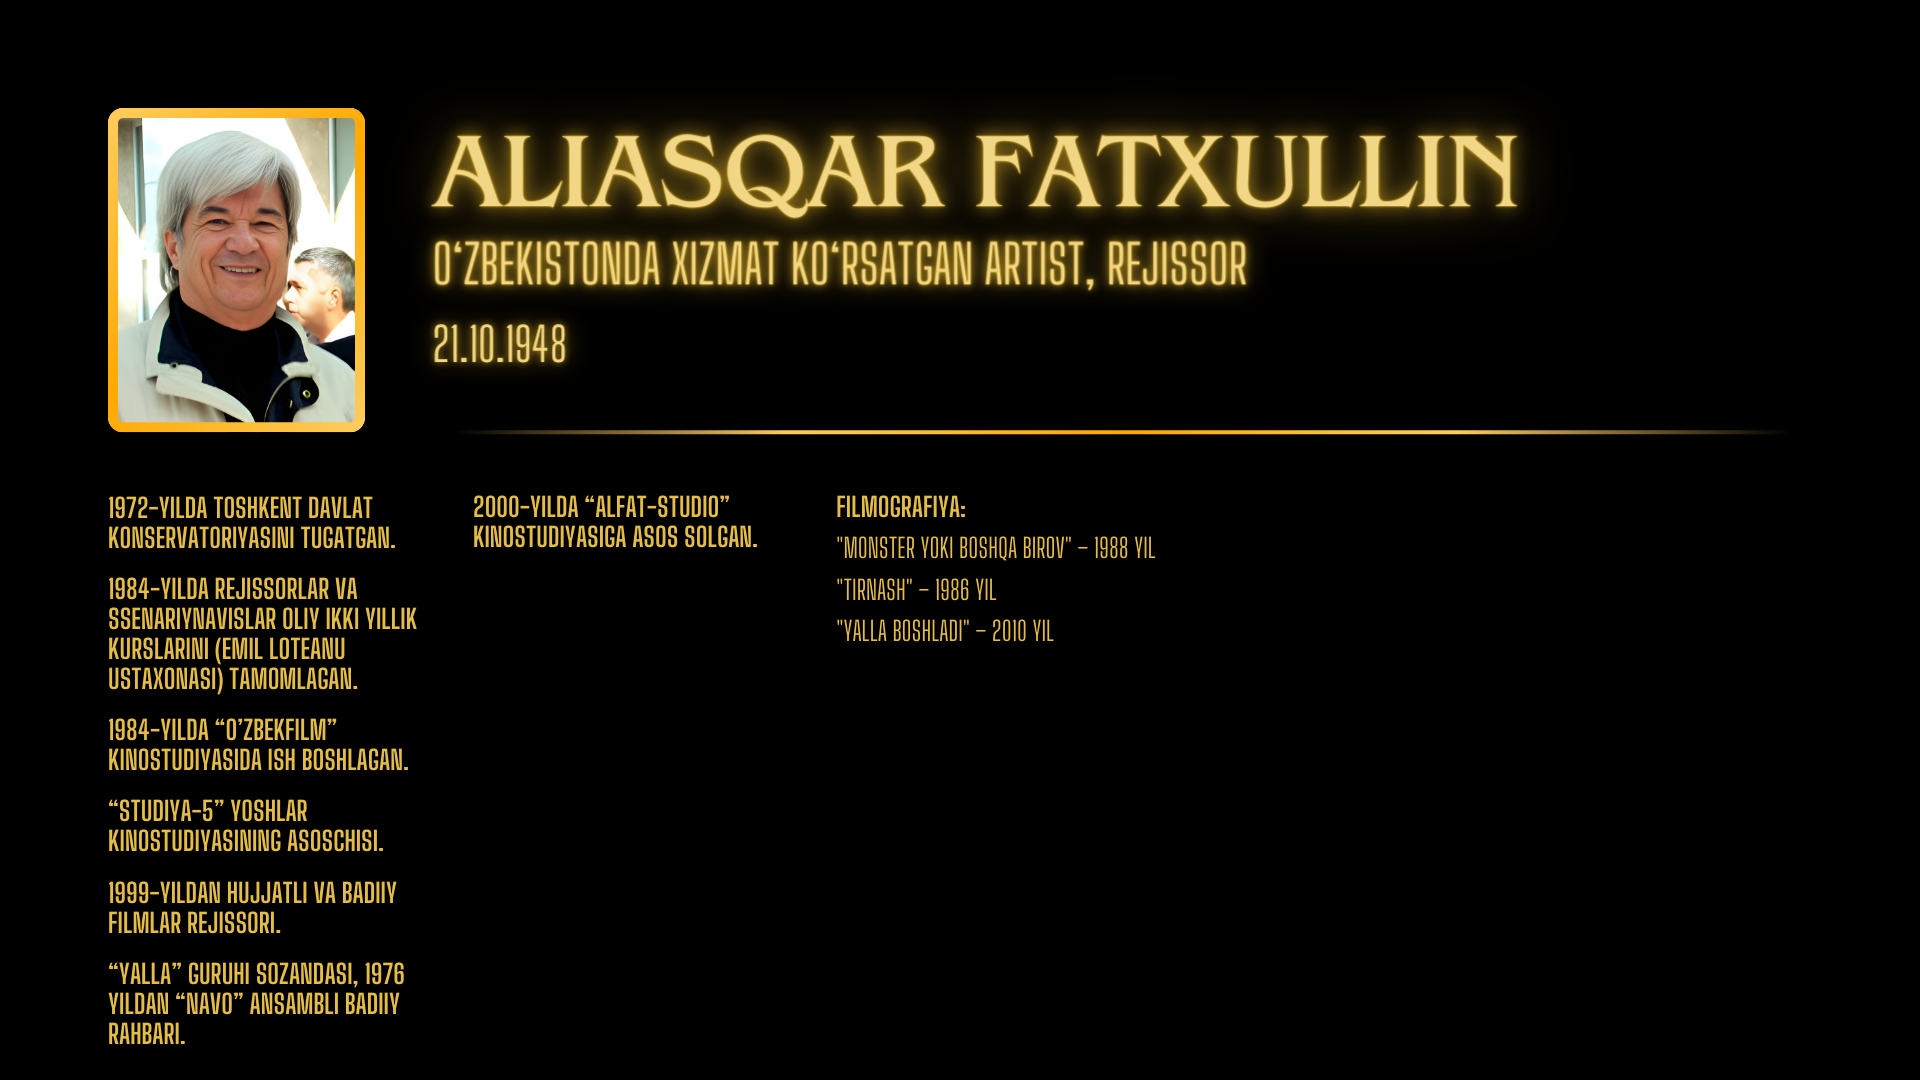 ALIASQAR FATXULLIN
O‘ZBEKISTONDA XIZMAT KO‘RSATGAN ARTIST, REJISSOR
21.10.1948
1972-YILDA TOSHKENT DAVLAT
KONSERVATORIYASINI TUGATGAN.
1984-YILDA REJISSORLAR VA
SSENARIYNAVISLAR OLIY IKKI YILLIK
KURSLARINI (EMIL LOTEANU
USTAXONASI) TAMOMLAGAN.
1984-YILDA “O’ZBEKFILM”
KINOSTUDIYASIDA ISH BOSHLAGAN.
“STUDIYA-5” YOSHLAR
KINOSTUDIYASINING ASOSCHISI.
1999-YILDAN HUJJATLI VA BADIIY
FILMLAR REJISSORI.
“YALLA” GURUHI SOZANDASI, 1976
YILDAN “NAVO” ANSAMBLI BADIIY
RAHBARI.
2000-YILDA “ALFAT-STUDIO”
KINOSTUDIYASIGA ASOS SOLGAN.
FILMOGRAFIYA:
"MONSTER YOKI BOSHQA BIROV" – 1988 YIL
"TIRNASH" – 1986 YIL
"YALLA BOSHLADI" – 2010 YIL